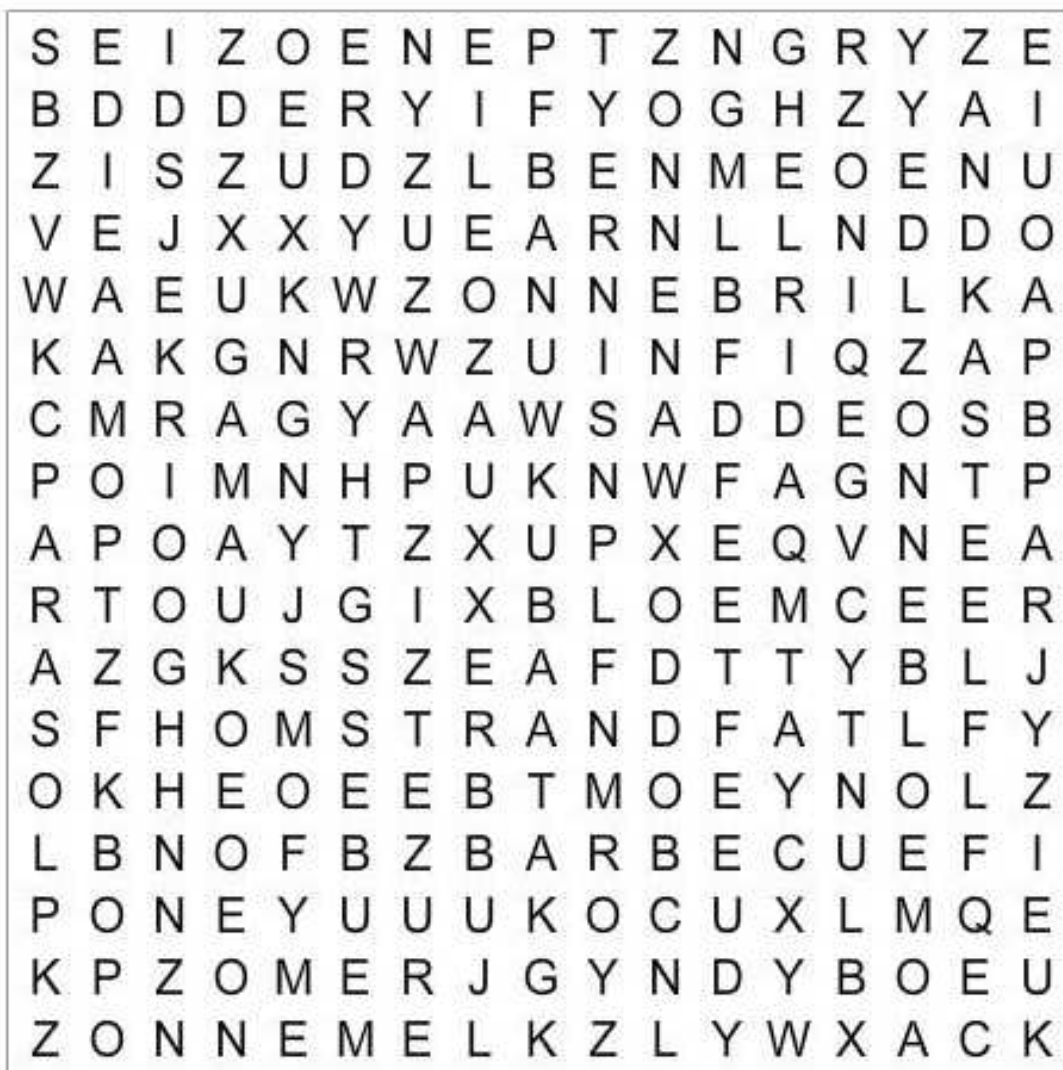 S E I Z O E N E P T Z N G R Y Z E
B D D D E R Y I F Y O G H Z Y A I
Z I S Z U D Z L B E N M E O E N U
V E J X X Y U E A R N L L N D D O
W A E U K W Z O N N E B R I L K A
K A K G N R W Z U I N F I Q Z A P
C M R A G Y A A W S A D D E O S B
P O I M N H P U K N W F A G N T P
A P O A Y T Z X U P X E Q V N E A
R T O U J G I X B L O E M C E E R
A Z G K S S Z E A F D T T Y B L J
S F H O M S T R A N D F A T L F Y
O K H E O E E B T M O E Y N O L Z
L B N O F B Z B A R B E C U E F I
P O N E Y U U U K O C U X L M Q E
K P Z O M E R J G Y N D Y B O E U
Z O N N E M E L K Z L Y W X A C K